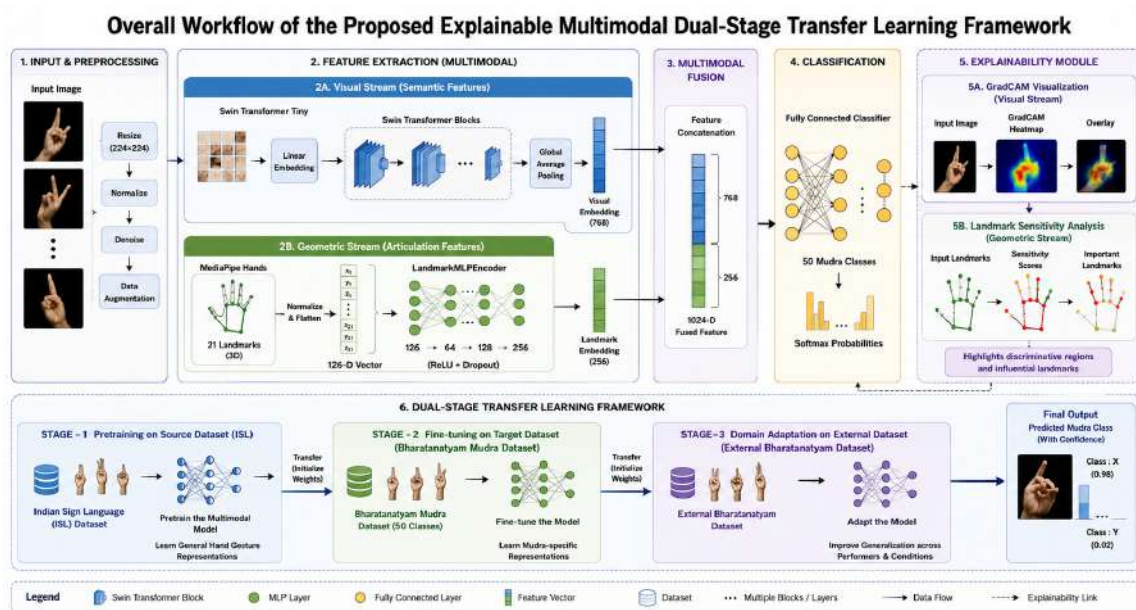 Overall Workflow of the Proposed Explainable Multimodal Dual-Stage Transfer Learning Framework
1. INPUT & PREPROCESSING
Input Image
Resize
(224×224)
Normalize
Denoise
Data
Augmentation
2. FEATURE EXTRACTION (MULTIMODAL)
2A. Visual Stream (Semantic Features)
Swin Transformer Tiny
Linear
Embedding
Swin Transformer Blocks
Global
Average
Pooling
Visual
Embedding
(768)
2B. Geometric Stream (Articulation Features)
MediaPipe Hands
21 Landmarks
(3D)
Normalize
& Flatten
126-D Vector
LandmarkMLPEncoder
126 → 64 → 128 → 256
(ReLU + Dropout)
Landmark
Embedding
(256)
3. MULTIMODAL
FUSION
Feature
Concatenation
768
256
1024-D
Fused Feature
4. CLASSIFICATION
Fully Connected Classifier
50 Mudra Classes
Softmax Probabilities
5. EXPLAINABILITY MODULE
5A. GradCAM Visualization
(Visual Stream)
Input Image
GradCAM
Heatmap
Overlay
5B. Landmark Sensitivity Analysis
(Geometric Stream)
Input Landmarks
Sensitivity
Scores
Important
Landmarks
Highlights discriminative regions
and influential landmarks
6. DUAL-STAGE TRANSFER LEARNING FRAMEWORK
STAGE – 1 Pretraining on Source Dataset (ISL)
Indian Sign Language
(ISL) Dataset
Pretrain the Multimodal
Model
Learn General Hand Gesture
Representations
Transfer
(Initialize
Weights)
STAGE – 2 Fine-tuning on Target Dataset
(Bharatanatyam Mudra Dataset)
Bharatanatyam Mudra
Dataset (50 Classes)
Fine-tune the Model
Learn Mudra-specific
Representations
Transfer
(Initialize
Weights)
STAGE–3 Domain Adaptation on External Dataset
(External Bharatanatyam Dataset)
External Bharatanatyam
Dataset
Adapt the Model
Improve Generalization across
Performers & Conditions
Final Output
Predicted Mudra Class
(With Confidence)
Class : X
(0.98)
Class : Y
(0.02)
Legend
Swin Transformer Block
MLP Layer
Fully Connected Layer
Feature Vector
Dataset
Multiple Blocks / Layers
Data Flow
Explainability Link